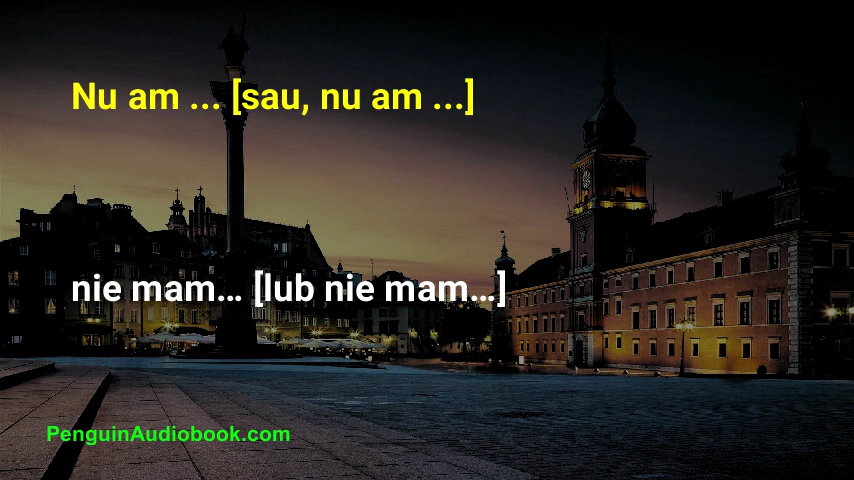 Nu am ... [sau, nu am ...]
nie mam... [lub nie mam...]
PenguinAudiobook.com